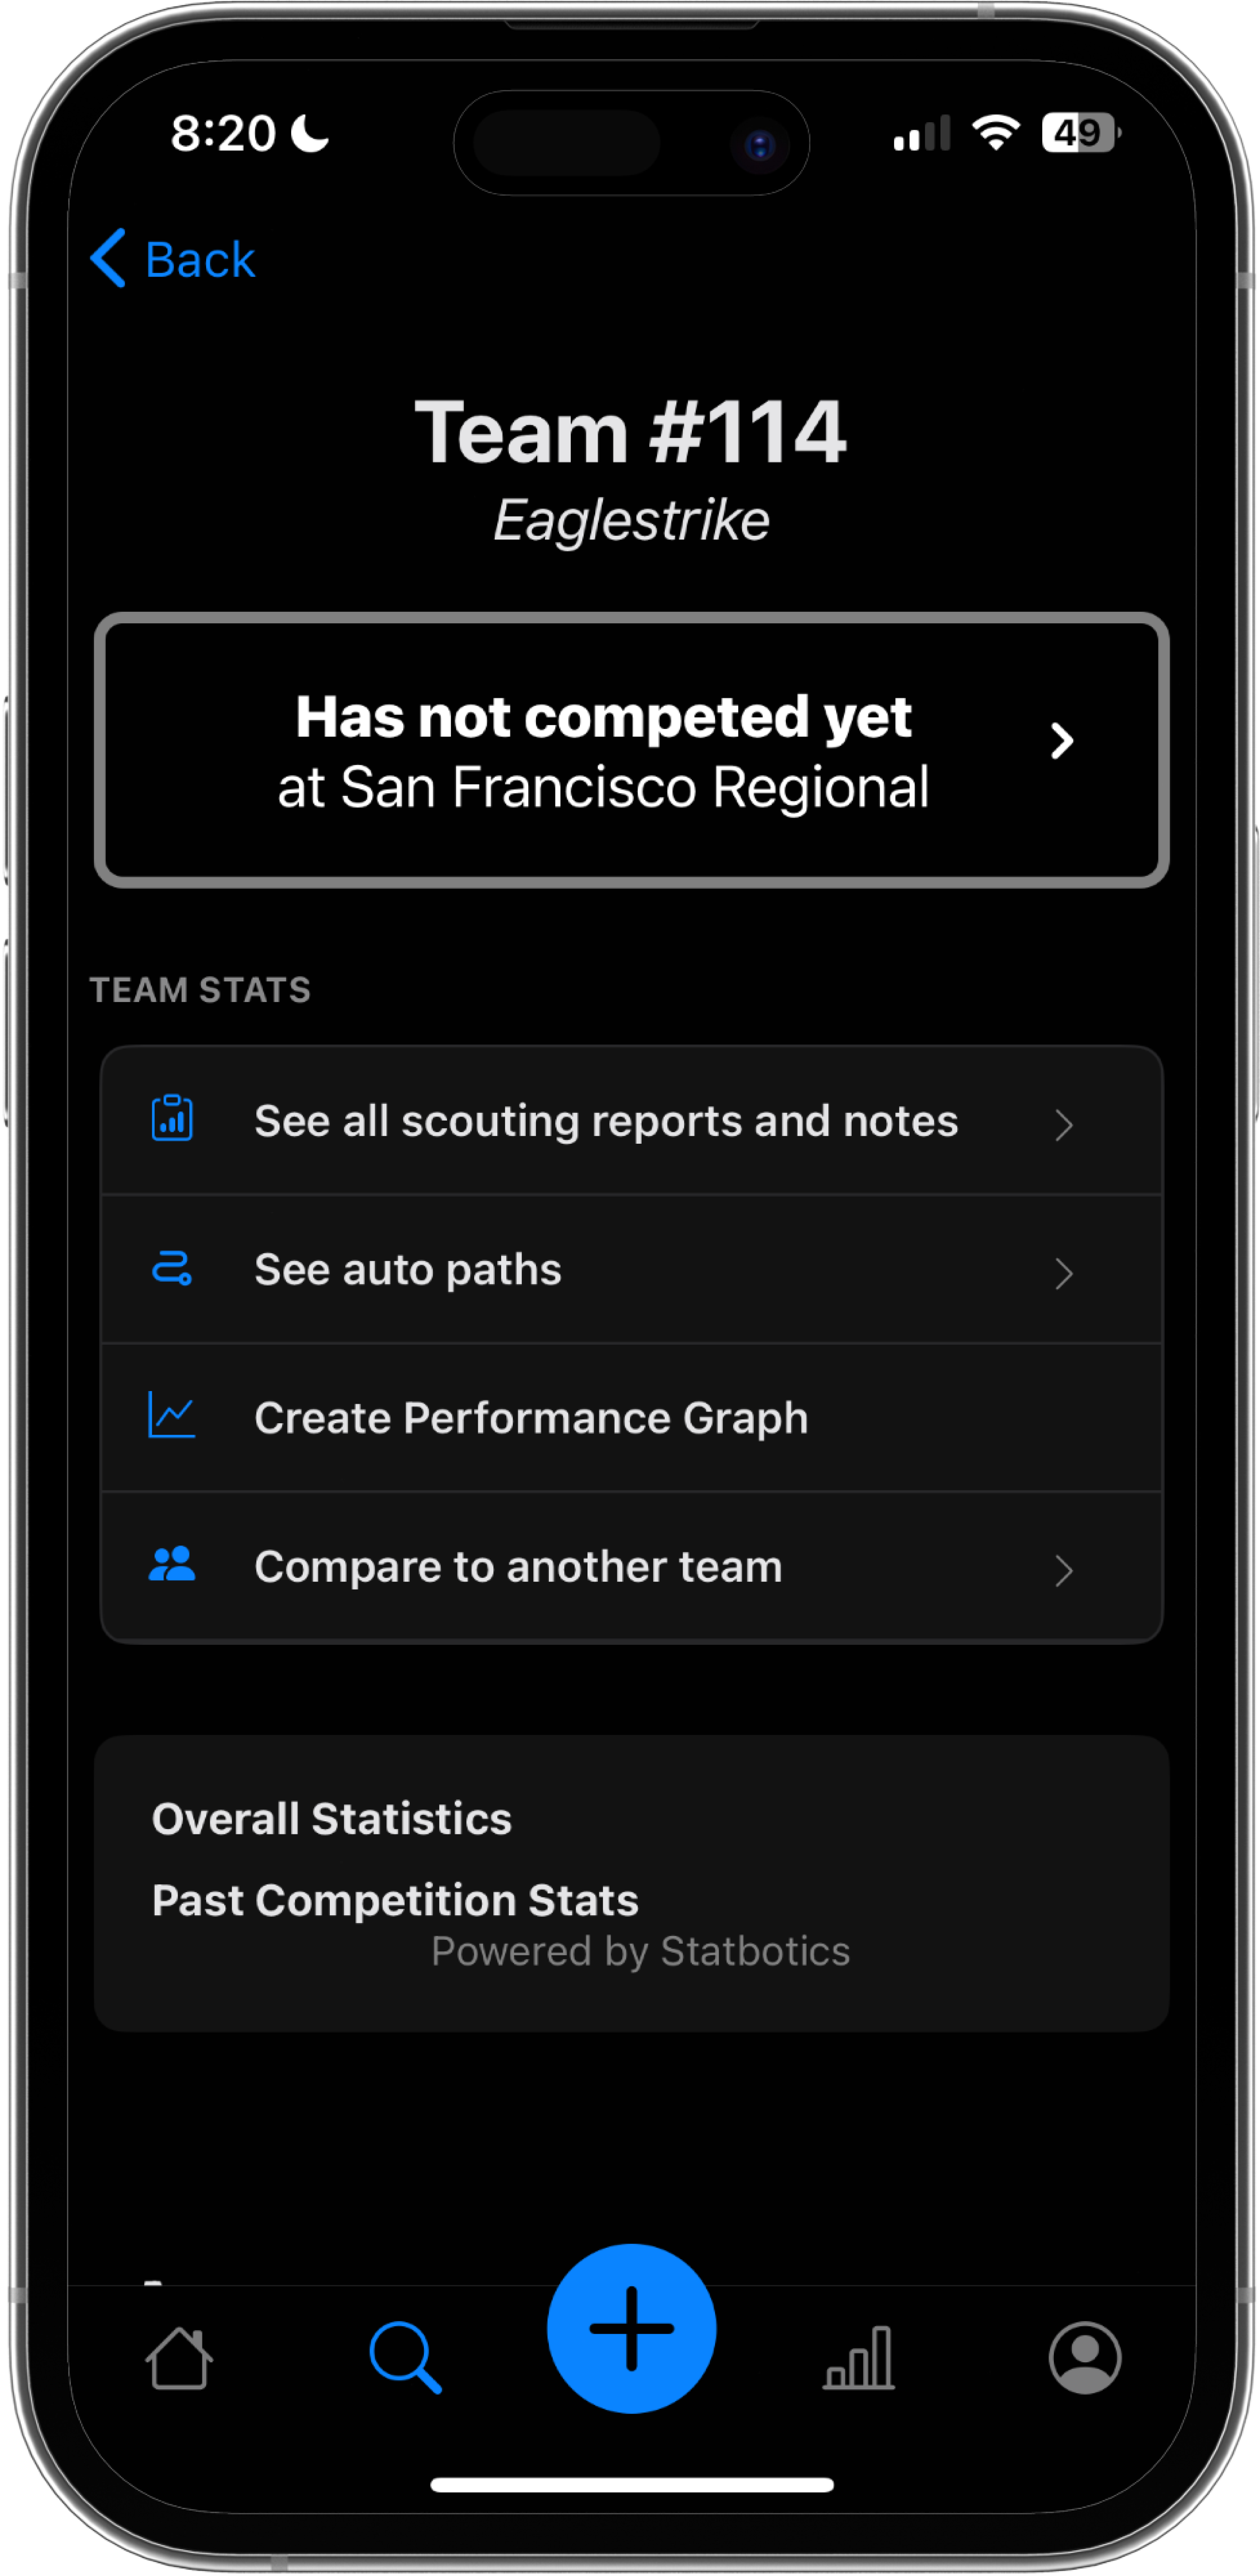 8:20
49
Back
Team #114
Eaglestrike
Has not competed yet
at San Francisco Regional
TEAM STATS
See all scouting reports and notes
See auto paths
Create Performance Graph
Compare to another team
Overall Statistics
Past Competition Stats
Powered by Statbotics